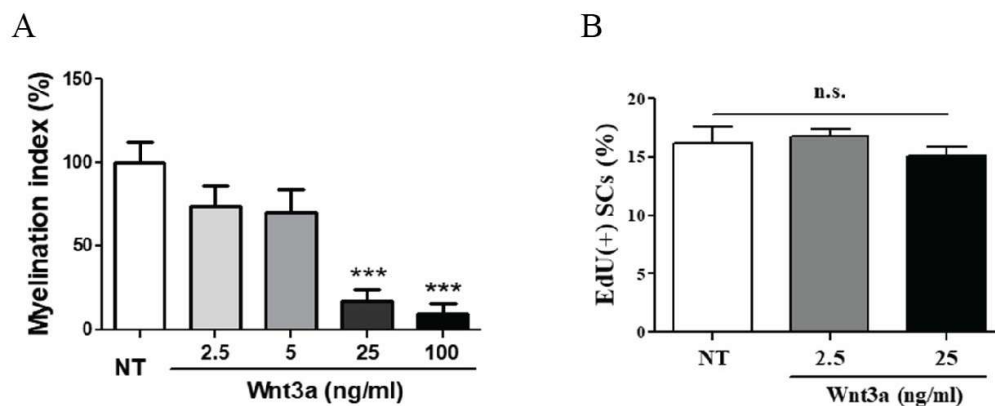 A
Myelination index (%)
150
100
50
0
***
***
NT
2.5 5 25 100
Wnt3a (ng/ml)
B
EdU(+) SCs (%)
20
15
10
5
0
n.s.
NT 2.5 25
Wnt3a (ng/ml)